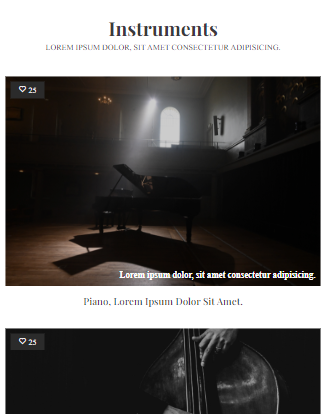 Instruments
LOREM IPSUM DOLOR, SIT AMET CONSECTETUR ADIPISICING.
25
Lorem ipsum dolor, sit amet consectetur adipisicing.
Piano, Lorem Ipsum Dolor Sit Amet.
25